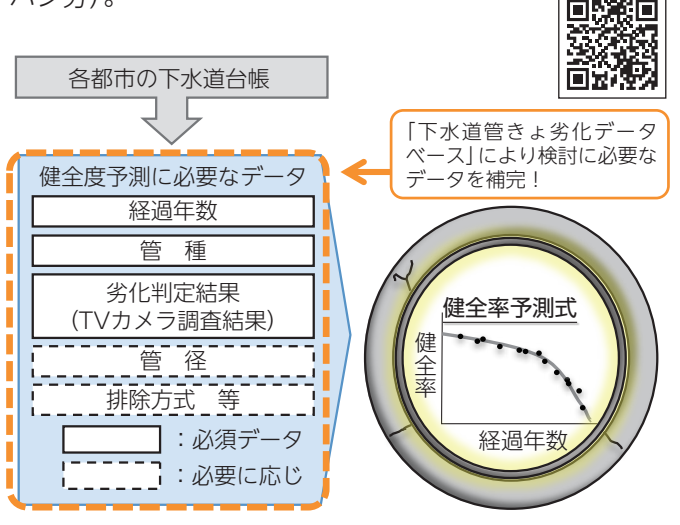 各都市の下水道台帳
「下水道管きょ劣化データ
ベース」により検討に必要な
データを補完！
健全度予測に必要なデータ
経過年数
管　種
劣化判定結果
(TVカメラ調査結果)
管　径
排除方式　等
：必須データ
：必要に応じ
健全率予測式
健全率
経過年数